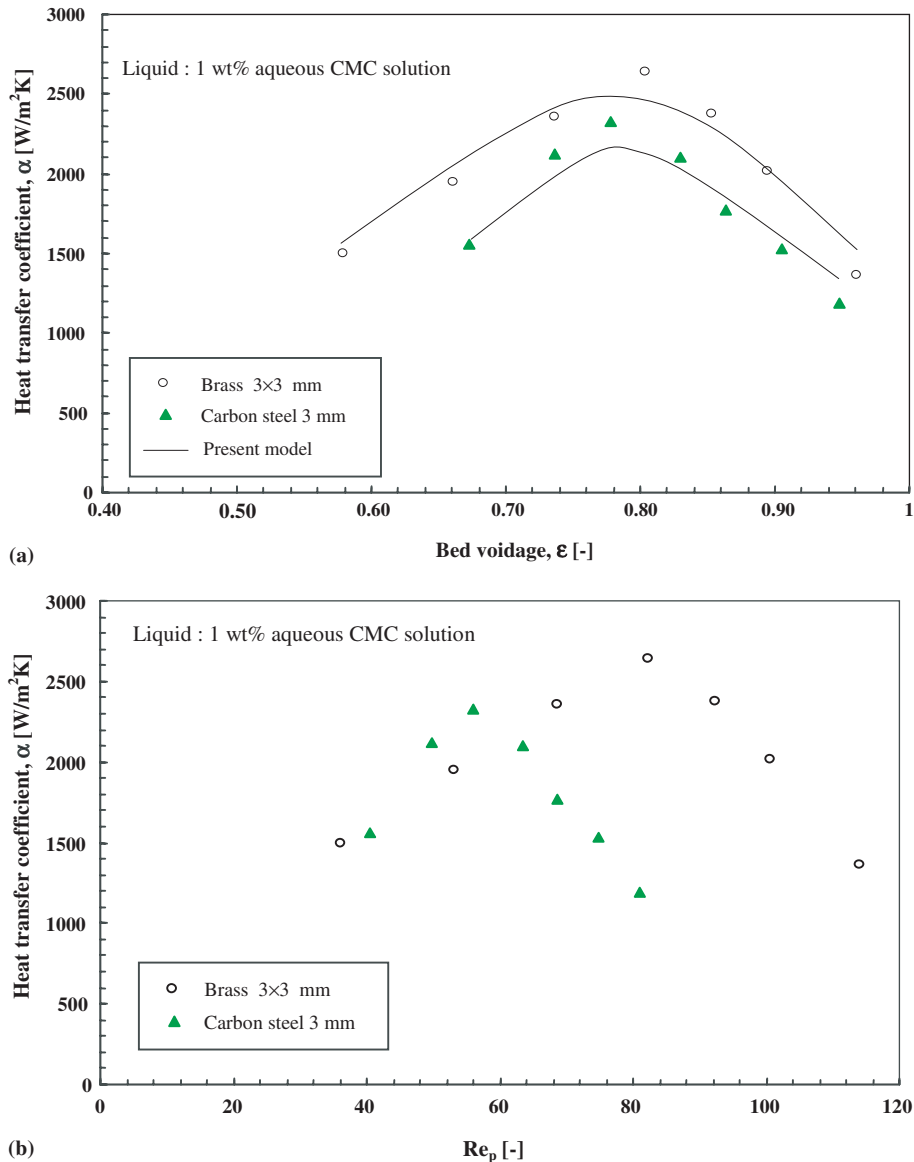 3000
Liquid : 1 wt% aqueous CMC solution
2500
2000
1500
1000
500
0
Heat transfer coefficient, α [W/m²K]
Brass 3×3 mm
Carbon steel 3 mm
Present model
0.40 0.50 0.60 0.70 0.80 0.90 1
Bed voidage, ε [-]
(a)
3000
Liquid : 1 wt% aqueous CMC solution
2500
2000
1500
1000
500
0
Heat transfer coefficient, α [W/m²K]
Brass 3×3 mm
Carbon steel 3 mm
0 20 40 60 80 100 120
Reₚ [-]
(b)